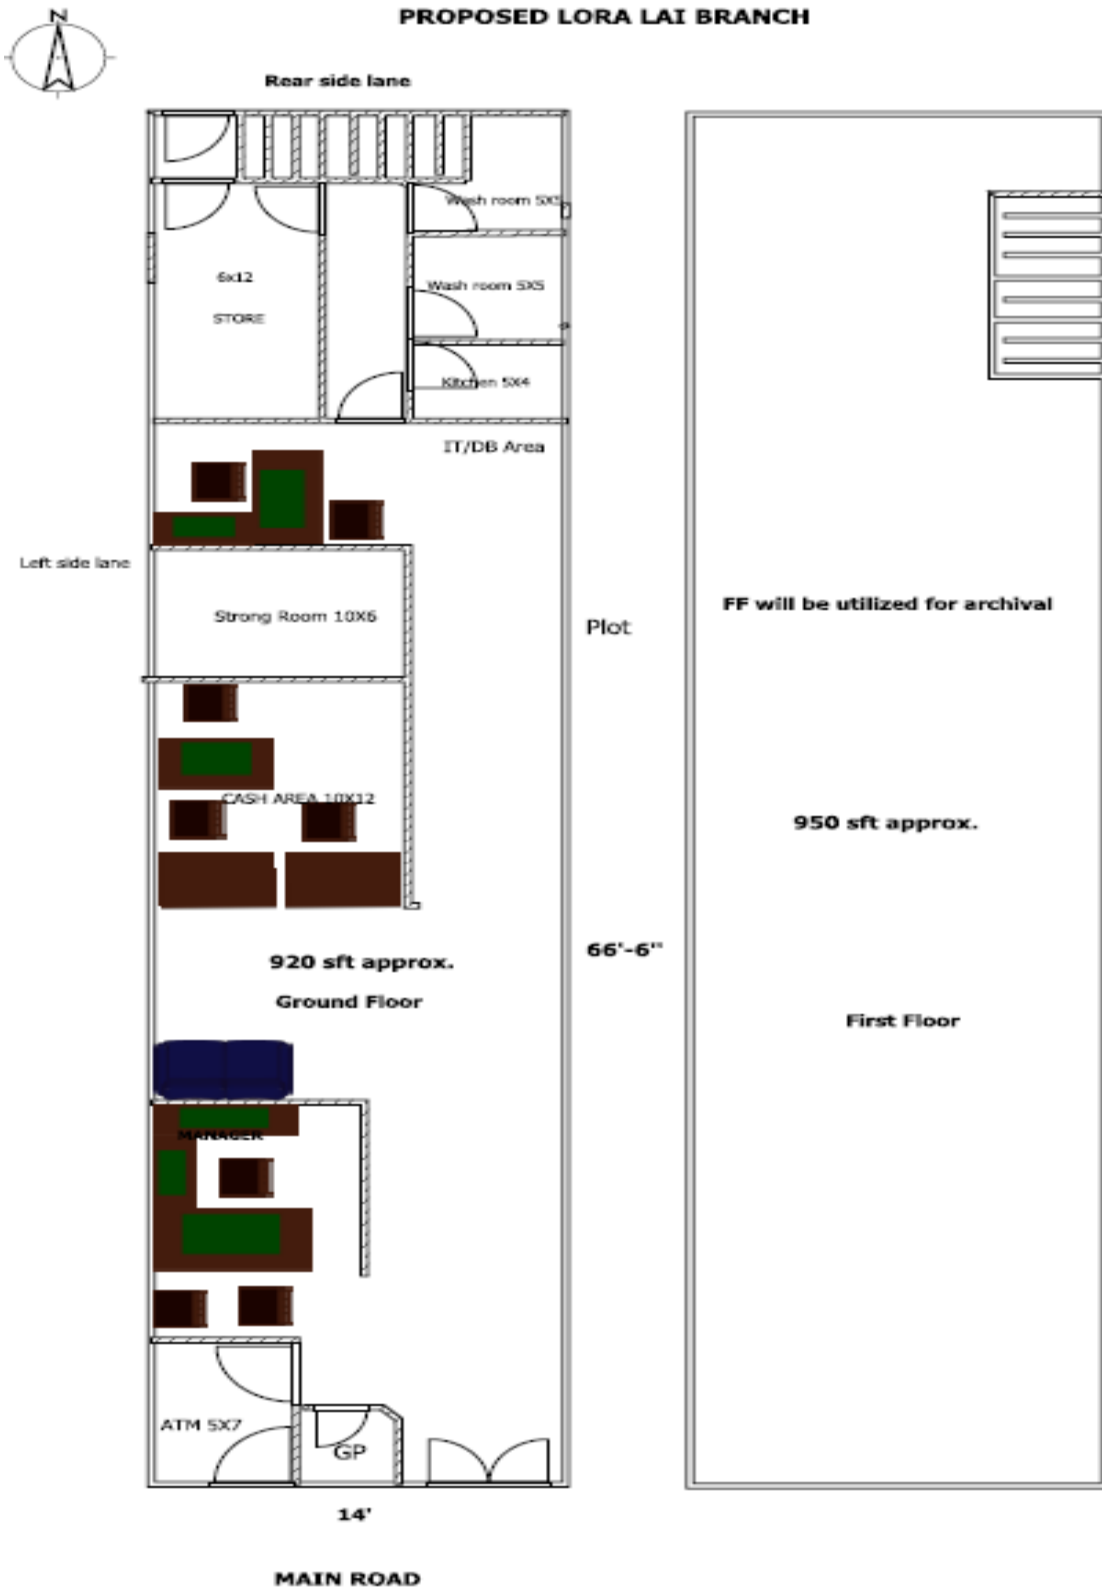 PROPOSED LORA LAI BRANCH
N
Rear side lane
Wash room 5X5
6x12
STORE
Wash room 5X5
Kitchen 5X4
IT/DB Area
Left side lane
Strong Room 10X6
Plot
CASH AREA 10X12
920 sft approx.
Ground Floor
66'-6"
MANAGER
ATM 5X7
GP
14'
MAIN ROAD
FF will be utilized for archival
950 sft approx.
First Floor